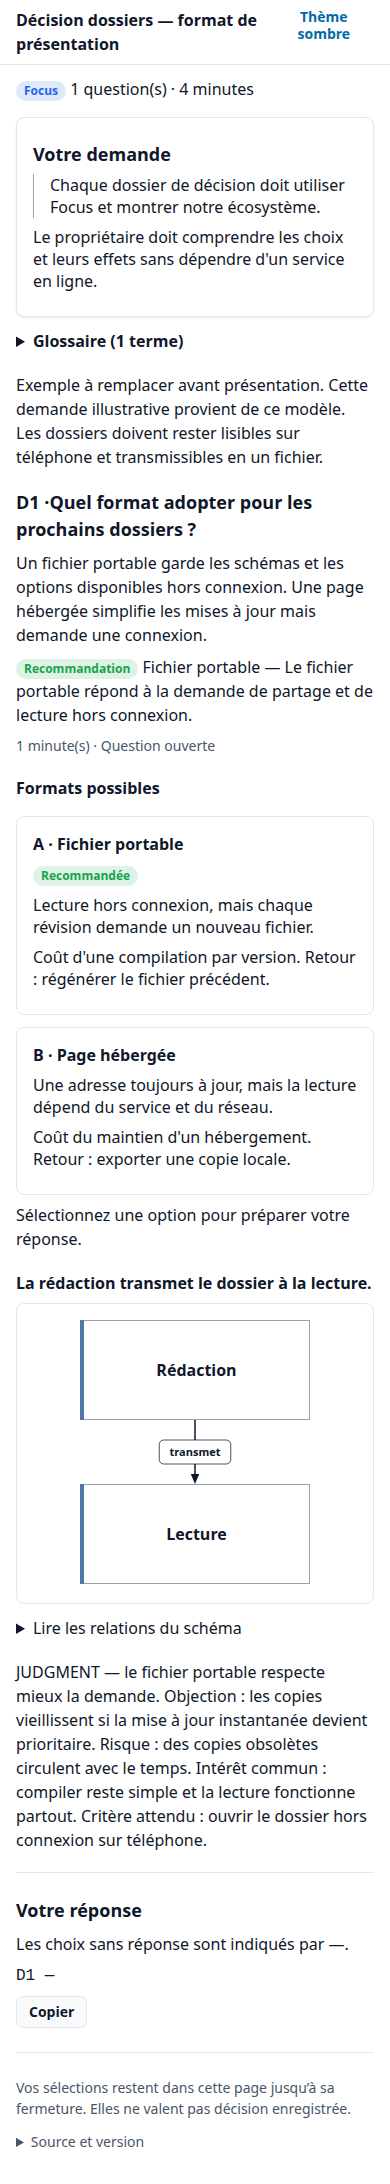 Décision dossiers — format de
présentation
Thème
sombre
Focus 1 question(s) · 4 minutes
Votre demande
Chaque dossier de décision doit utiliser
Focus et montrer notre écosystème.
Le propriétaire doit comprendre les choix
et leurs effets sans dépendre d'un service
en ligne.
Glossaire (1 terme)
Exemple à remplacer avant présentation. Cette
demande illustrative provient de ce modèle.
Les dossiers doivent rester lisibles sur
téléphone et transmissibles en un fichier.
D1 ·Quel format adopter pour les
prochains dossiers ?
Un fichier portable garde les schémas et les
options disponibles hors connexion. Une page
hébergée simplifie les mises à jour mais
demande une connexion.
Recommandation Fichier portable — Le fichier
portable répond à la demande de partage et de
lecture hors connexion.
1 minute(s) · Question ouverte
Formats possibles
A · Fichier portable
Recommandée
Lecture hors connexion, mais chaque
révision demande un nouveau fichier.
Coût d'une compilation par version. Retour
: régénérer le fichier précédent.
B · Page hébergée
Une adresse toujours à jour, mais la lecture
dépend du service et du réseau.
Coût du maintien d'un hébergement.
Retour : exporter une copie locale.
Sélectionnez une option pour préparer votre
réponse.
La rédaction transmet le dossier à la lecture.
Rédaction
transmet
Lecture
Lire les relations du schéma
JUDGMENT — le fichier portable respecte
mieux la demande. Objection : les copies
vieillissent si la mise à jour instantanée devient
prioritaire. Risque : des copies obsolètes
circulent avec le temps. Intérêt commun :
compiler reste simple et la lecture fonctionne
partout. Critère attendu : ouvrir le dossier hors
connexion sur téléphone.
Votre réponse
Les choix sans réponse sont indiqués par —.
D1 —
Copier
Vos sélections restent dans cette page jusqu'à sa
fermeture. Elles ne valent pas décision enregistrée.
Source et version